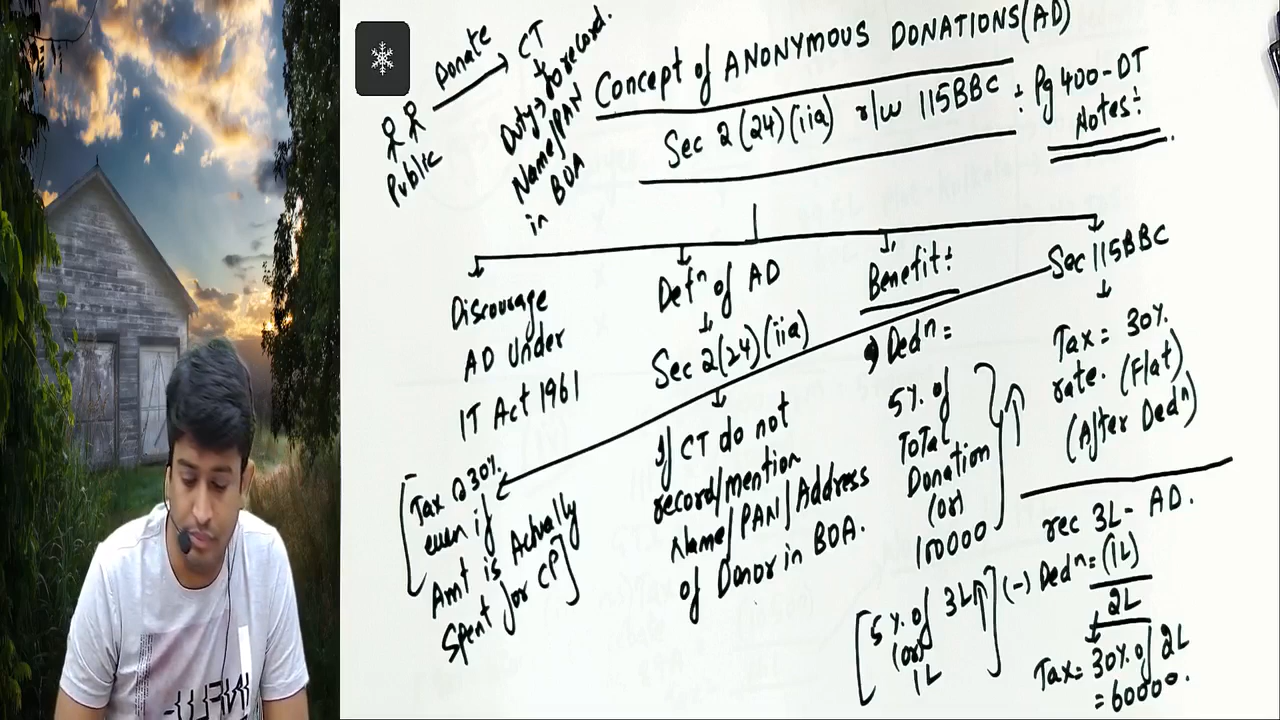 Donate
CT
Public
Duty → to record.
Name/PAN
in BOA
Concept of ANONYMOUS DONATIONS (AD)
Sec 2(24)(iia) r/w 115BBC : Pg 400-DT
Notes:
Discourage
AD Under
IT Act 1961
[Tax @ 30%
even if
Amt is Actually
Spent for CP]
Defⁿ of AD
Sec 2(24)(iia)
If CT do not
record/mention
Name/PAN/Address
of Donor in BOA.
Benefit:
Dedⁿ =
5% of
Total
Donation
(or)
100000
[5% of 3L
(or)
1L]
Sec 115BBC
Tax = 30%
rate. (Flat)
(After Dedⁿ)
rec 3L - AD.
(-) Dedⁿ = (1L)
2L
Tax = 30% of 2L
= 60000.